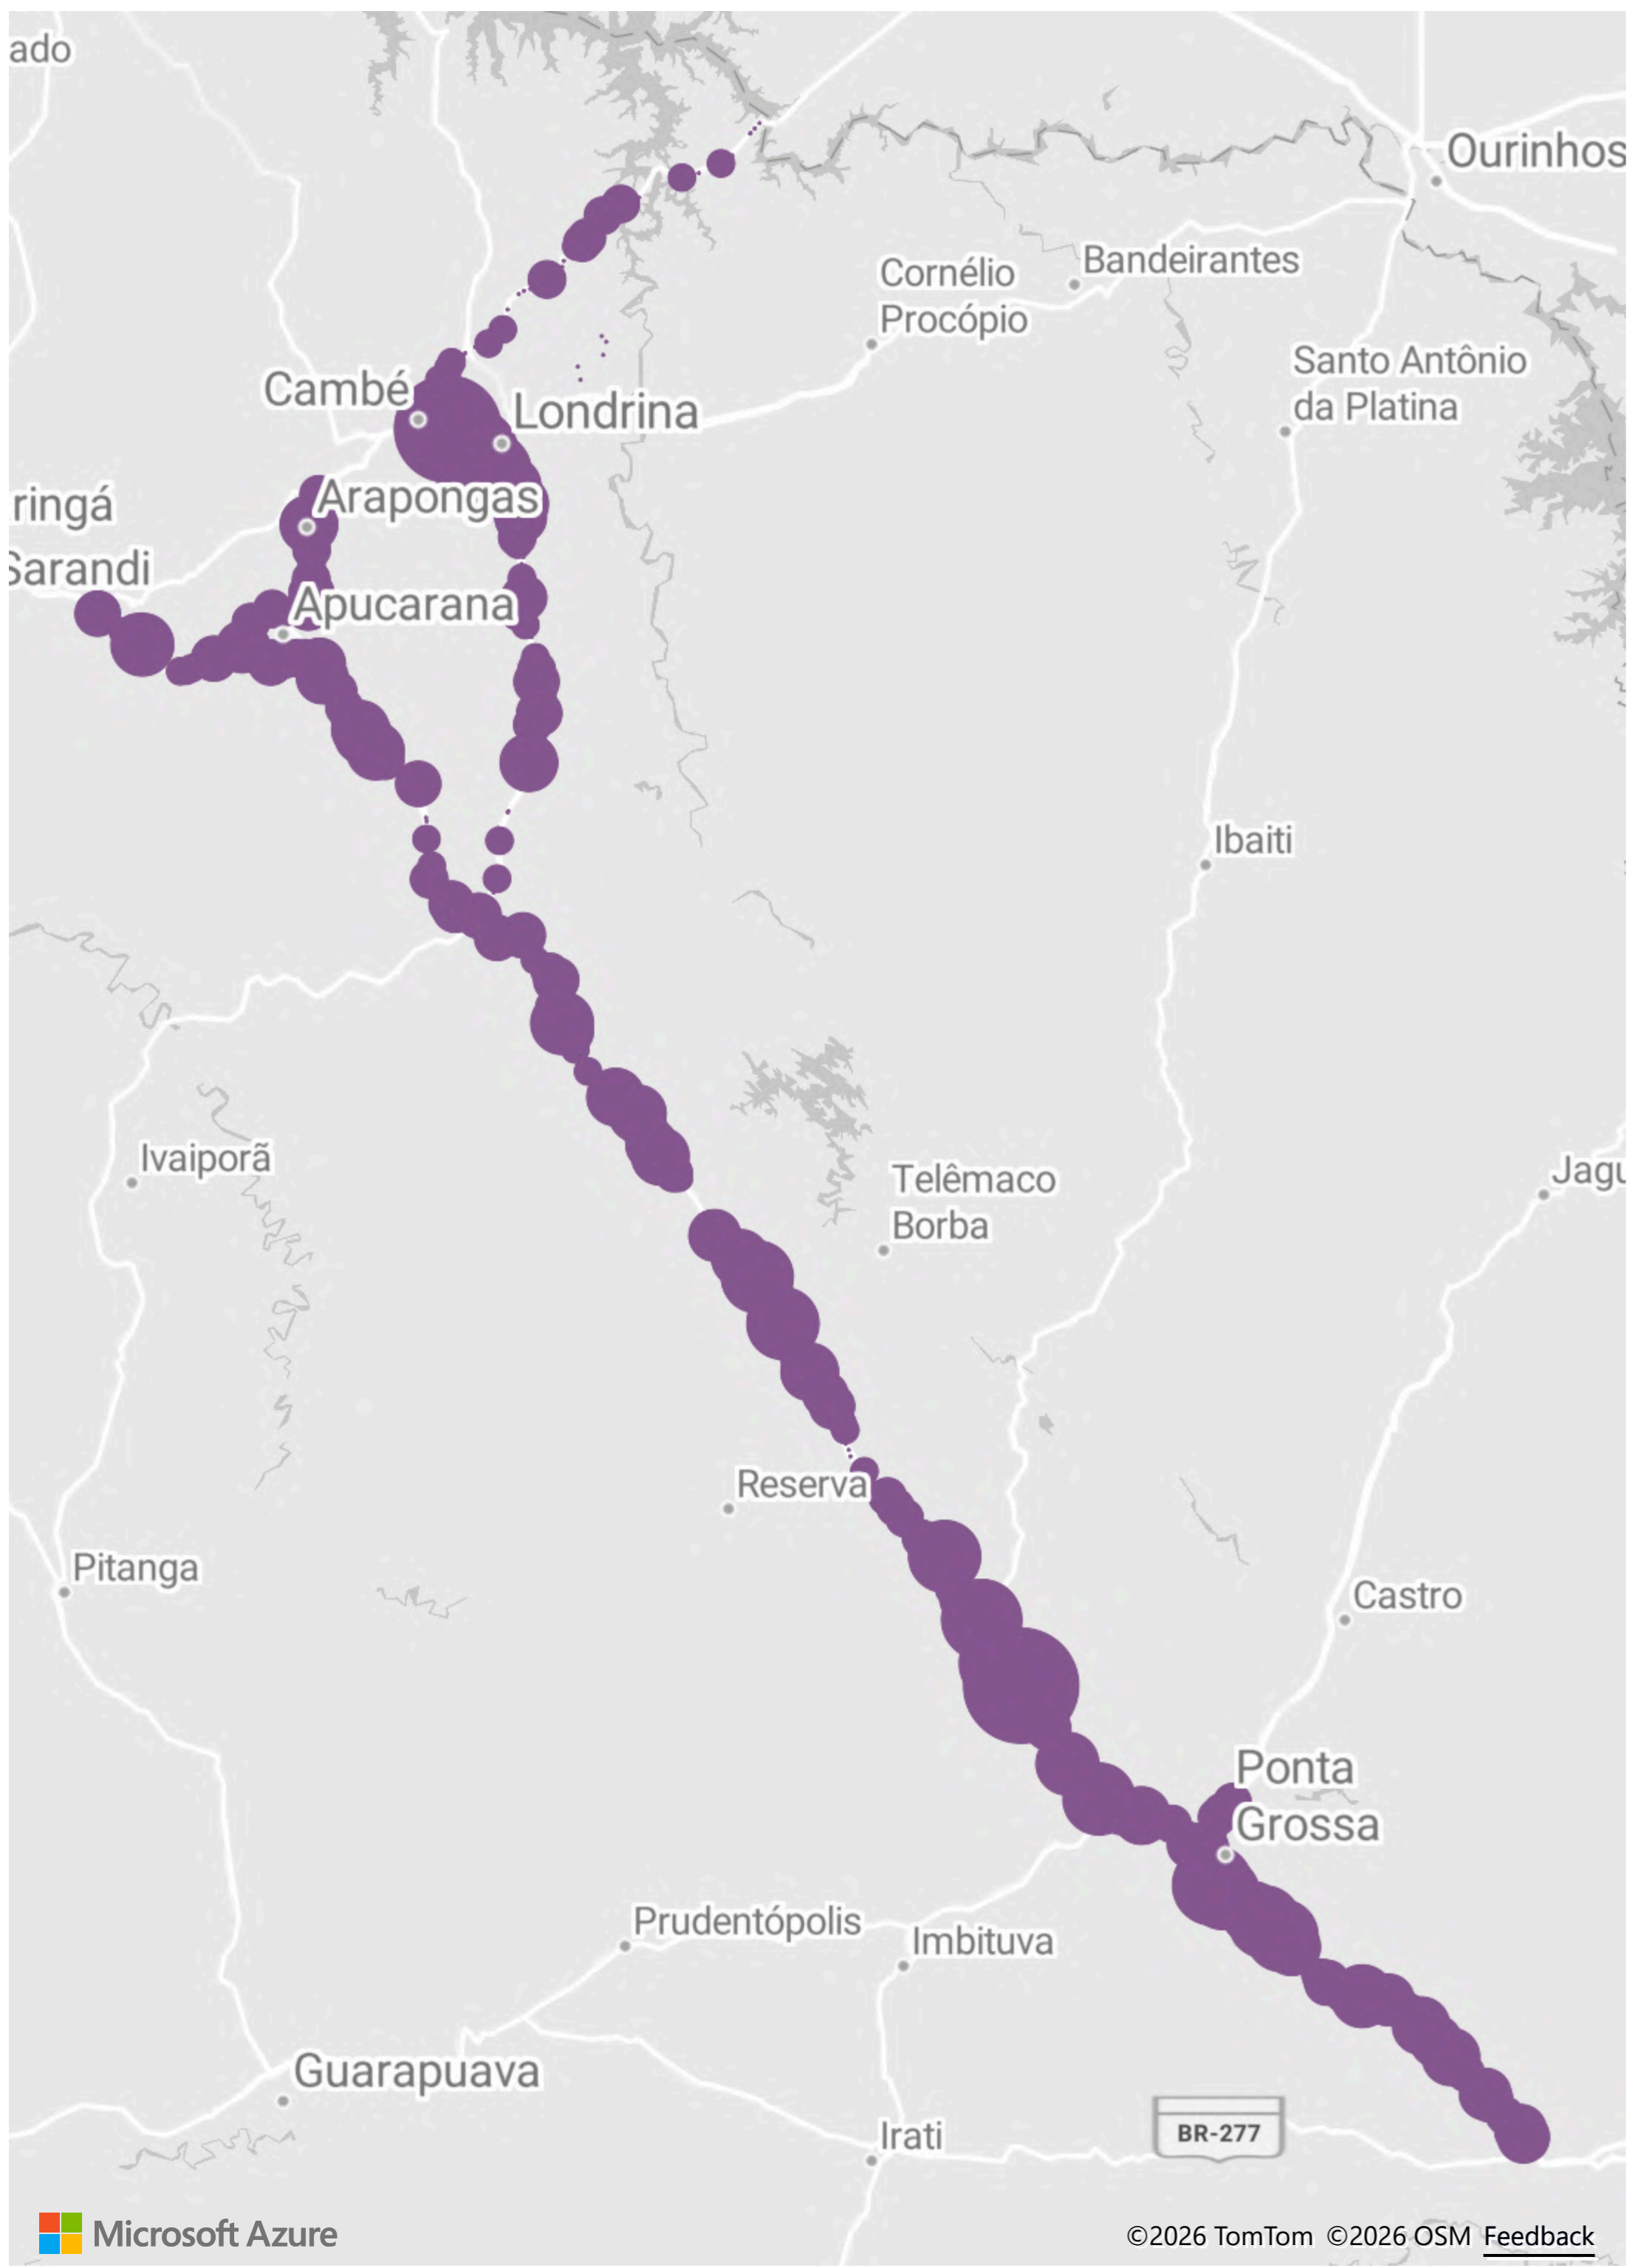 ado
Ourinhos
Bandeirantes
Cornélio
Procópio
Santo Antônio
da Platina
Cambé
Londrina
ringá
Arapongas
Sarandi
Apucarana
Ibaiti
Ivaiporã
Jagu
Telêmaco
Borba
Reserva
Pitanga
Castro
Ponta
Grossa
Prudentópolis
Imbituva
Guarapuava
Irati
BR-277
Microsoft Azure
©2026 TomTom ©2026 OSM Feedback